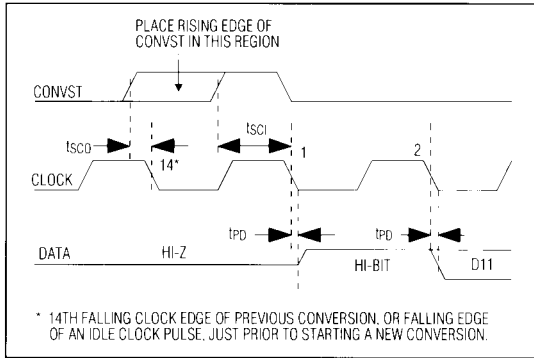 PLACE RISING EDGE OF
CONVST IN THIS REGION
CONVST
tSCO
tSCI
14*
1
2
CLOCK
tPD
tPD
DATA
HI-Z
HI-BIT
D11
* 14TH FALLING CLOCK EDGE OF PREVIOUS CONVERSION, OR FALLING EDGE
OF AN IDLE CLOCK PULSE, JUST PRIOR TO STARTING A NEW CONVERSION.